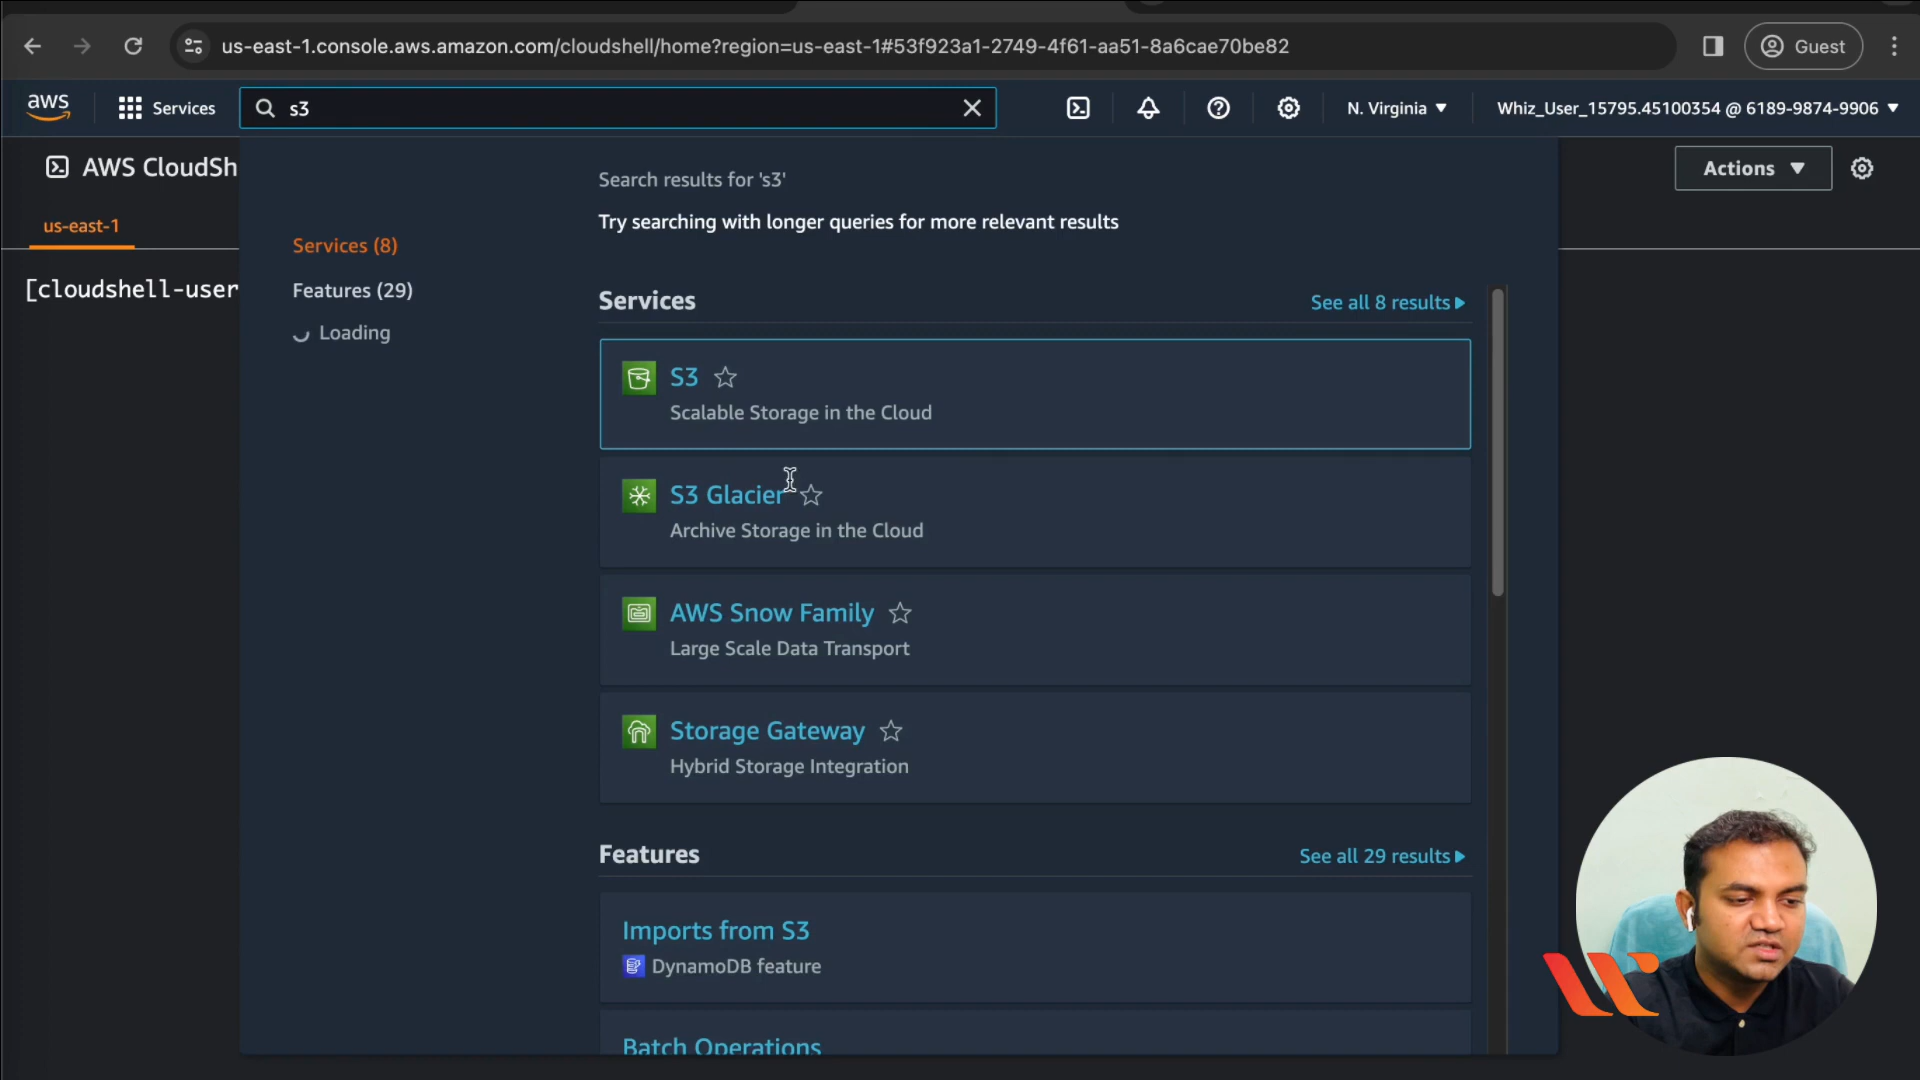 us-east-1.console.aws.amazon.com/cloudshell/home?region=us-east-1#53f923a1-2749-4f61-aa51-8a6cae70be82
Guest
aws
Services
s3
N. Virginia
Whiz_User_15795.45100354 @ 6189-9874-9906
AWS CloudSh
Actions
us-east-1
[cloudshell-user
Search results for 's3'
Try searching with longer queries for more relevant results
Services (8)
Features (29)
Loading
Services
See all 8 results
S3
Scalable Storage in the Cloud
S3 Glacier
Archive Storage in the Cloud
AWS Snow Family
Large Scale Data Transport
Storage Gateway
Hybrid Storage Integration
Features
See all 29 results
Imports from S3
DynamoDB feature
Batch Operations